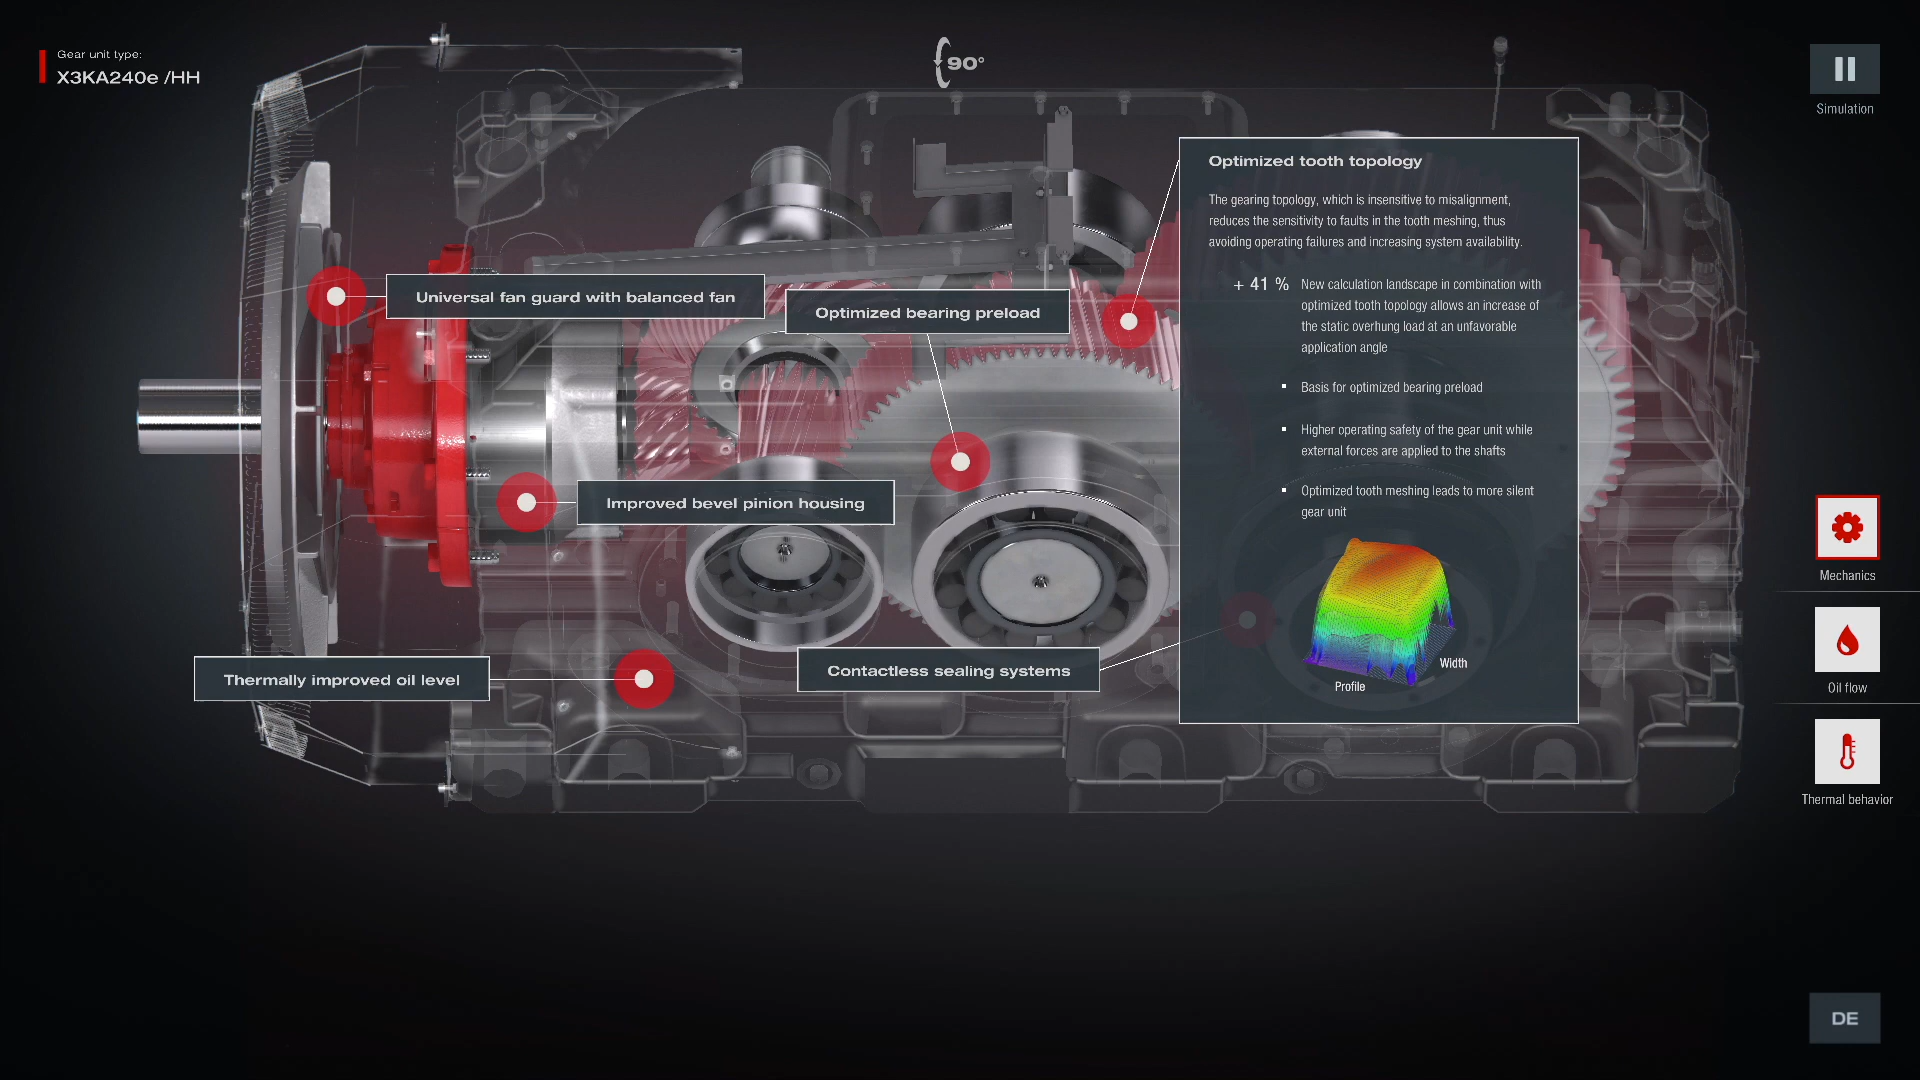 Gear unit type:
X3KA240e /HH
90°
Simulation
Optimized tooth topology
The gearing topology, which is insensitive to misalignment,
reduces the sensitivity to faults in the tooth meshing, thus
avoiding operating failures and increasing system availability.
+ 41 % New calculation landscape in combination with
optimized tooth topology allows an increase of
the static overhung load at an unfavorable
application angle
▪ Basis for optimized bearing preload
▪ Higher operating safety of the gear unit while
external forces are applied to the shafts
▪ Optimized tooth meshing leads to more silent
gear unit
Width
Profile
Universal fan guard with balanced fan
Optimized bearing preload
Improved bevel pinion housing
Contactless sealing systems
Thermally improved oil level
Mechanics
Oil flow
Thermal behavior
DE